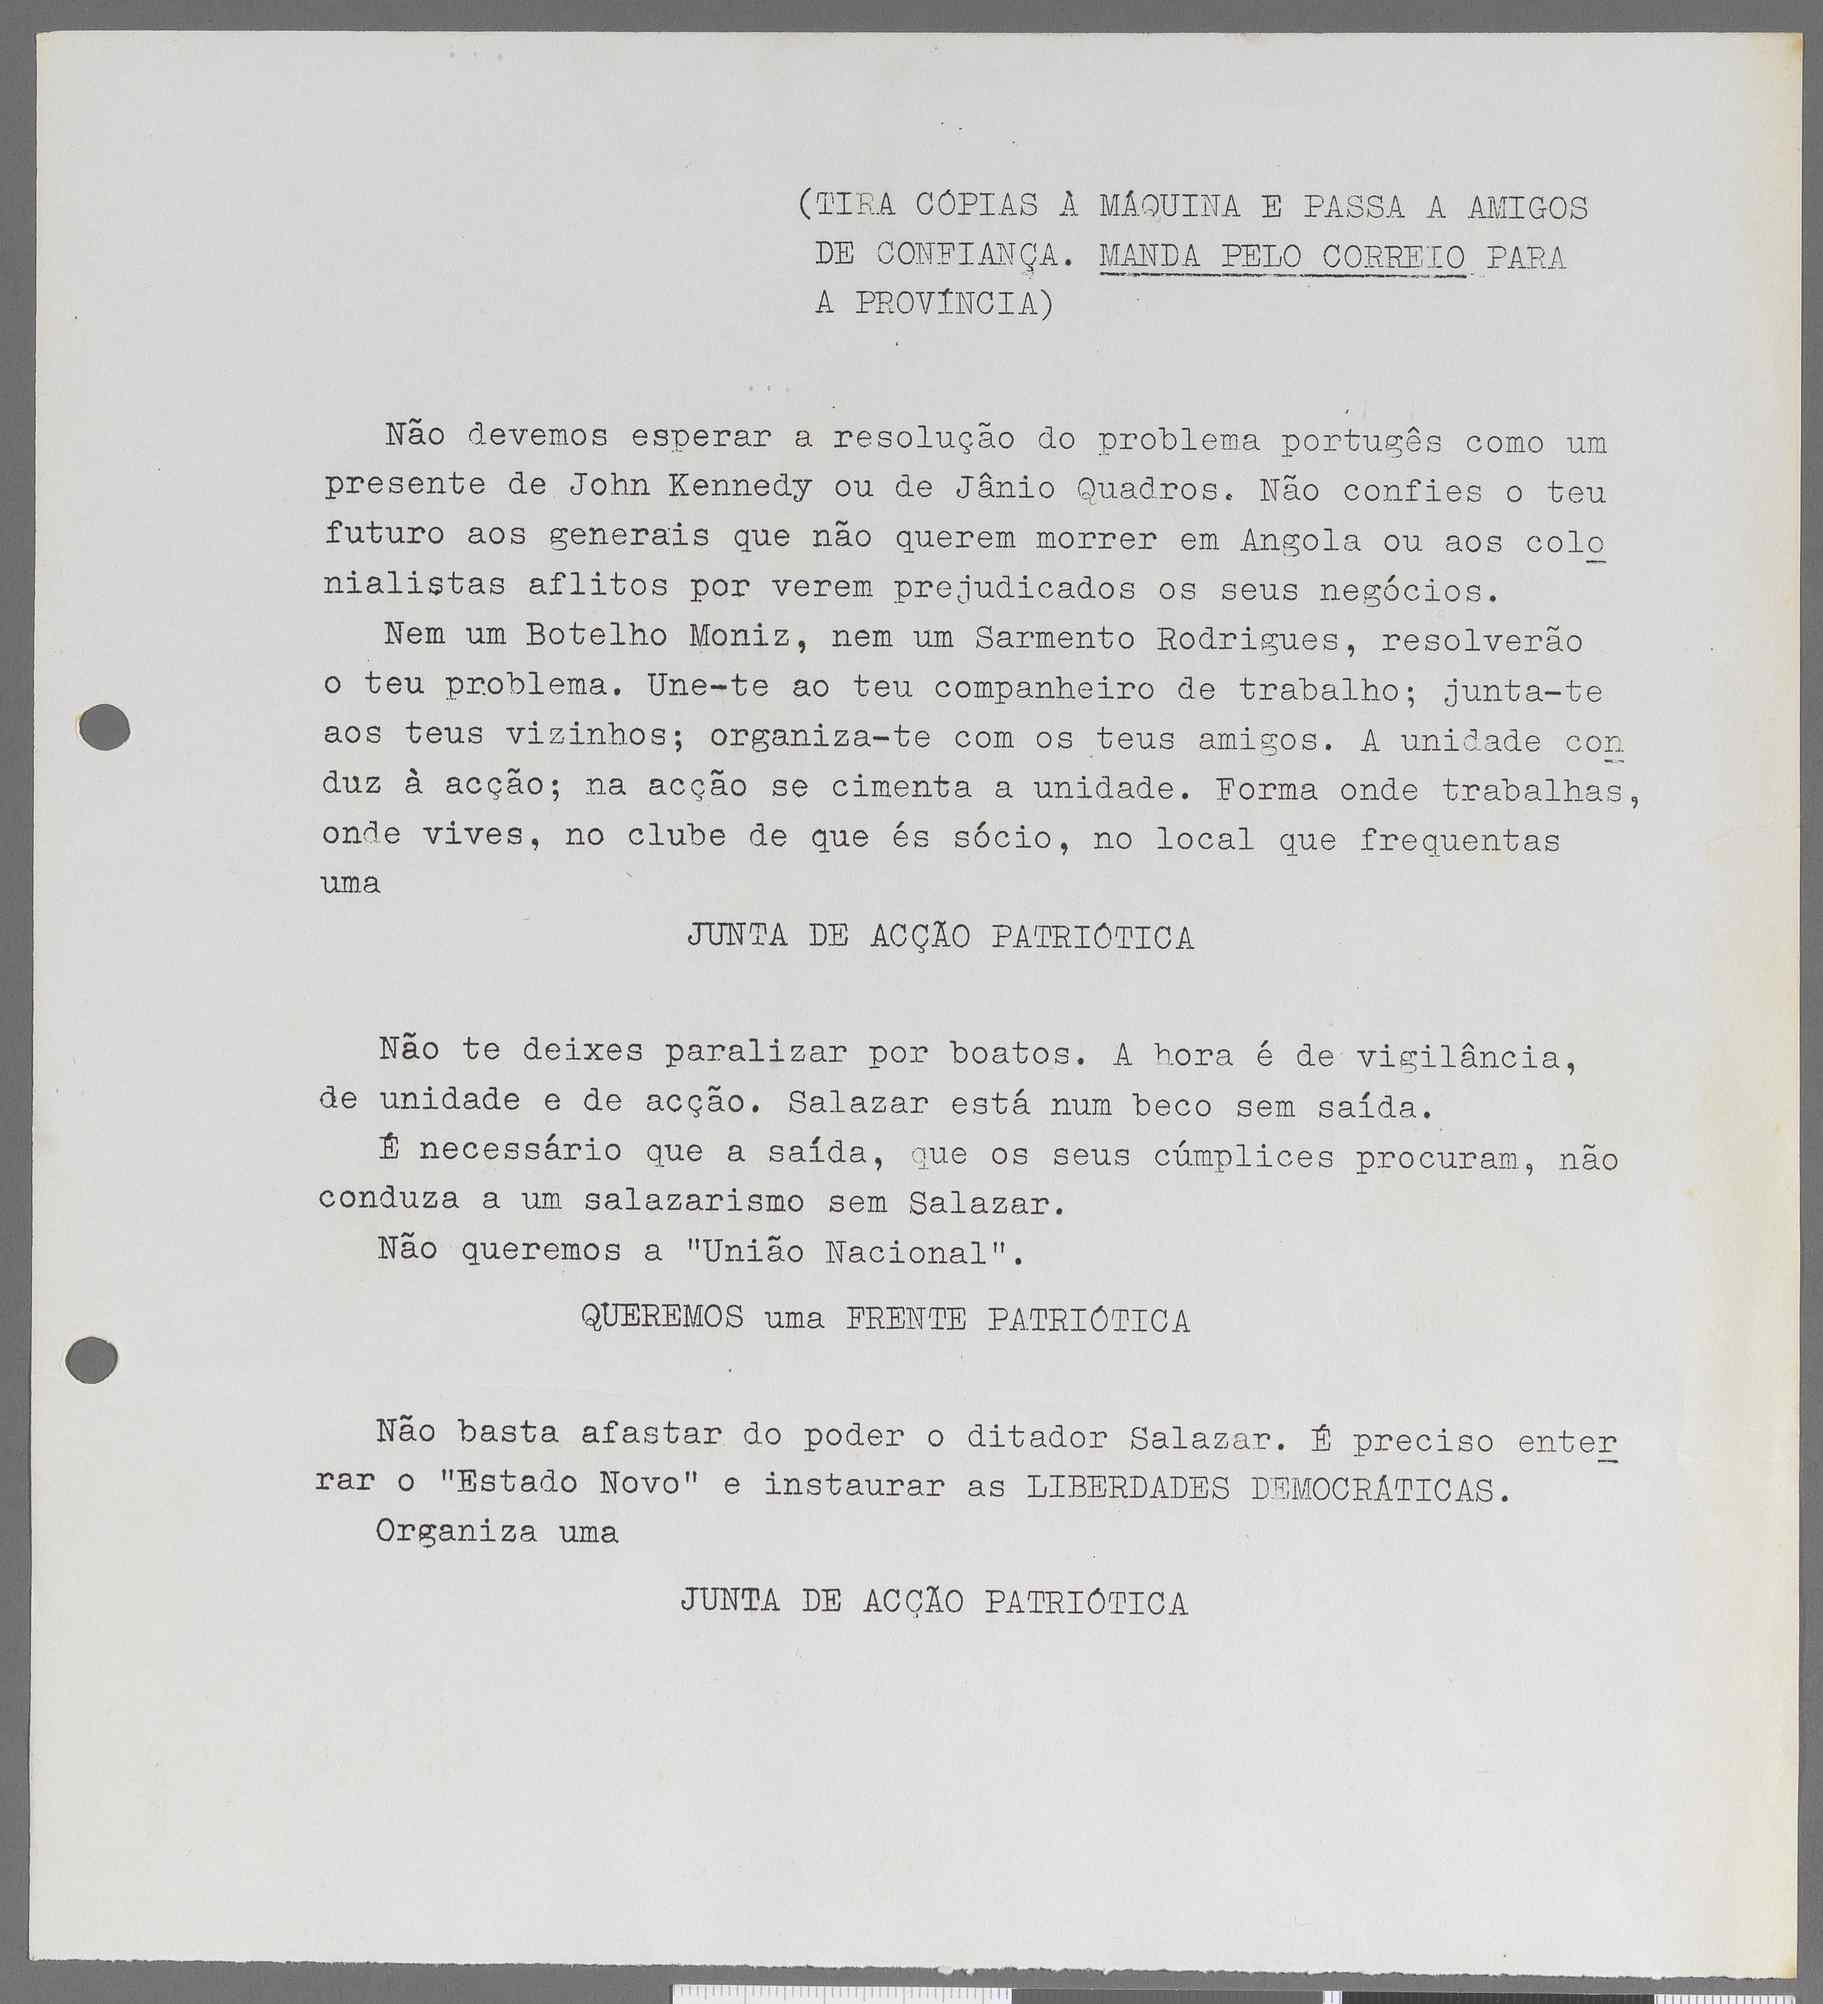 (TIRA CÓPIAS À MÁQUINA E PASSA A AMIGOS
DE CONFIANÇA. MANDA PELO CORREIO PARA
A PROVÍNCIA)
Não devemos esperar a resolução do problema portugês como um
presente de John Kennedy ou de Jânio Quadros. Não confies o teu
futuro aos generais que não querem morrer em Angola ou aos colo
nialistas aflitos por verem prejudicados os seus negócios.
Nem um Botelho Moniz, nem um Sarmento Rodrigues, resolverão
o teu problema. Une-te ao teu companheiro de trabalho; junta-te
aos teus vizinhos; organiza-te com os teus amigos. A unidade con
duz à acção; na acção se cimenta a unidade. Forma onde trabalhas,
onde vives, no clube de que és sócio, no local que frequentas
uma
JUNTA DE ACÇÃO PATRIÓTICA
Não te deixes paralizar por boatos. A hora é de vigilância,
de unidade e de acção. Salazar está num beco sem saída.
É necessário que a saída, que os seus cúmplices procuram, não
conduza a um salazarismo sem Salazar.
Não queremos a "União Nacional".
QUEREMOS uma FRENTE PATRIÓTICA
Não basta afastar do poder o ditador Salazar. É preciso enter
rar o "Estado Novo" e instaurar as LIBERDADES DEMOCRÁTICAS.
Organiza uma
JUNTA DE ACÇÃO PATRIÓTICA